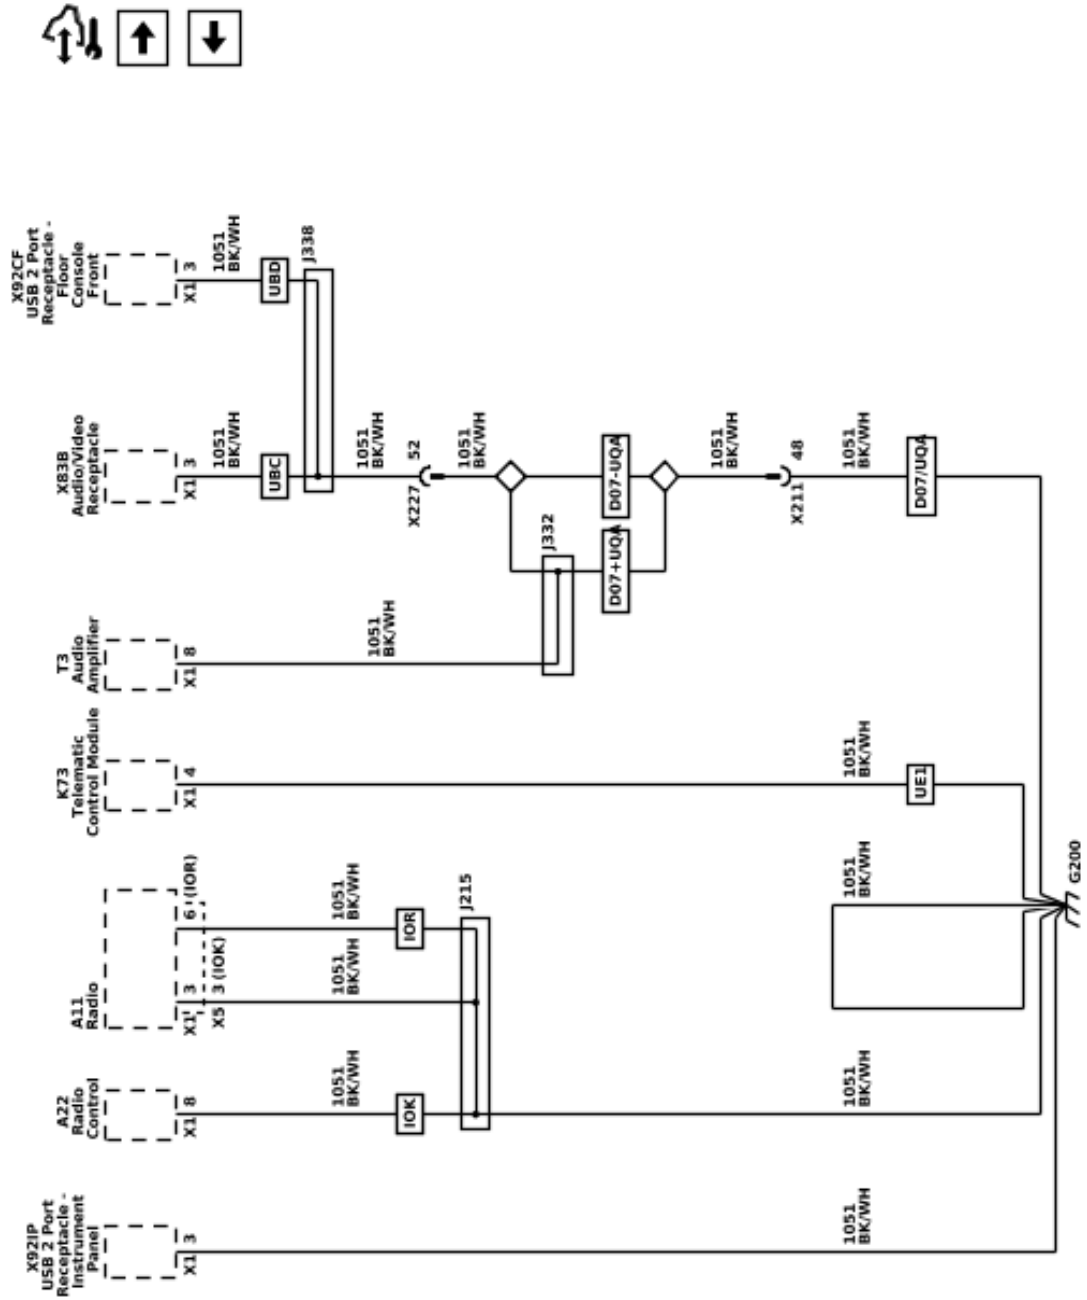 X92CF
USB 2 Port
Receptacle -
Floor
Console
Front
X1 3
1051
BK/WH
UBD
J338
X83B
Audio/Video
Receptacle
X1 3
1051
BK/WH
UBC
1051
BK/WH
X227 52
1051
BK/WH
D07-UQA
1051
BK/WH
X211 48
1051
BK/WH
D07/UQA
J332
D07+UQA
T3
Audio
Amplifier
X1 8
1051
BK/WH
K73
Telematic
Control Module
X1 4
1051
BK/WH
UE1
A11
Radio
6 (IOR)
X1 3
X5 3 (IOK)
1051
BK/WH
IOR
1051
BK/WH
J215
1051
BK/WH
G200
A22
Radio
Control
X1 8
1051
BK/WH
IOK
1051
BK/WH
X92IP
USB 2 Port
Receptacle -
Instrument
Panel
X1 3
1051
BK/WH